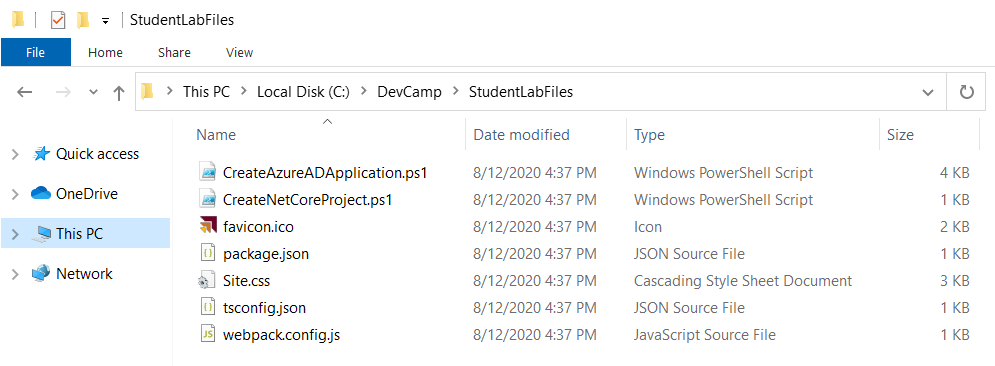 StudentLabFiles
File Home Share View
This PC Local Disk (C:) DevCamp StudentLabFiles
Name Date modified Type Size
Quick access
OneDrive
This PC
Network
CreateAzureADApplication.ps1 8/12/2020 4:37 PM Windows PowerShell Script 4 KB
CreateNetCoreProject.ps1 8/12/2020 4:37 PM Windows PowerShell Script 1 KB
favicon.ico 8/12/2020 4:37 PM Icon 2 KB
package.json 8/12/2020 4:37 PM JSON Source File 1 KB
Site.css 8/12/2020 4:37 PM Cascading Style Sheet Document 3 KB
tsconfig.json 8/12/2020 4:37 PM JSON Source File 1 KB
webpack.config.js 8/12/2020 4:37 PM JavaScript Source File 1 KB